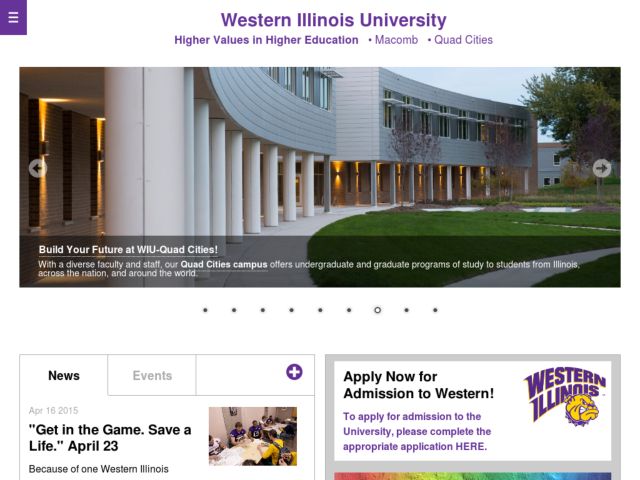 Western Illinois University
Higher Values in Higher Education • Macomb • Quad Cities
Build Your Future at WIU-Quad Cities!
With a diverse faculty and staff, our Quad Cities campus offers undergraduate and graduate programs of study to students from Illinois,
across the nation, and around the world.
News
Events
Apr 16 2015
"Get in the Game. Save a
Life." April 23
Because of one Western Illinois
Apply Now for
Admission to Western!
To apply for admission to the
University, please complete the
appropriate application HERE.
WESTERN
ILLINOIS